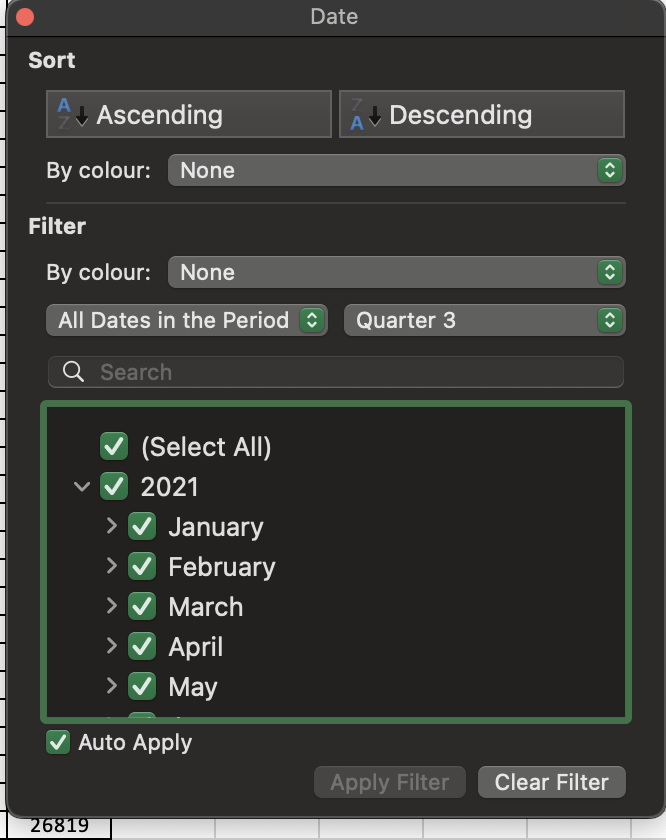 Date
Sort
A Z Ascending
Z A Descending
By colour: None
Filter
By colour: None
All Dates in the Period
Quarter 3
Search
(Select All)
2021
January
February
March
April
May
Auto Apply
Apply Filter
Clear Filter
26819